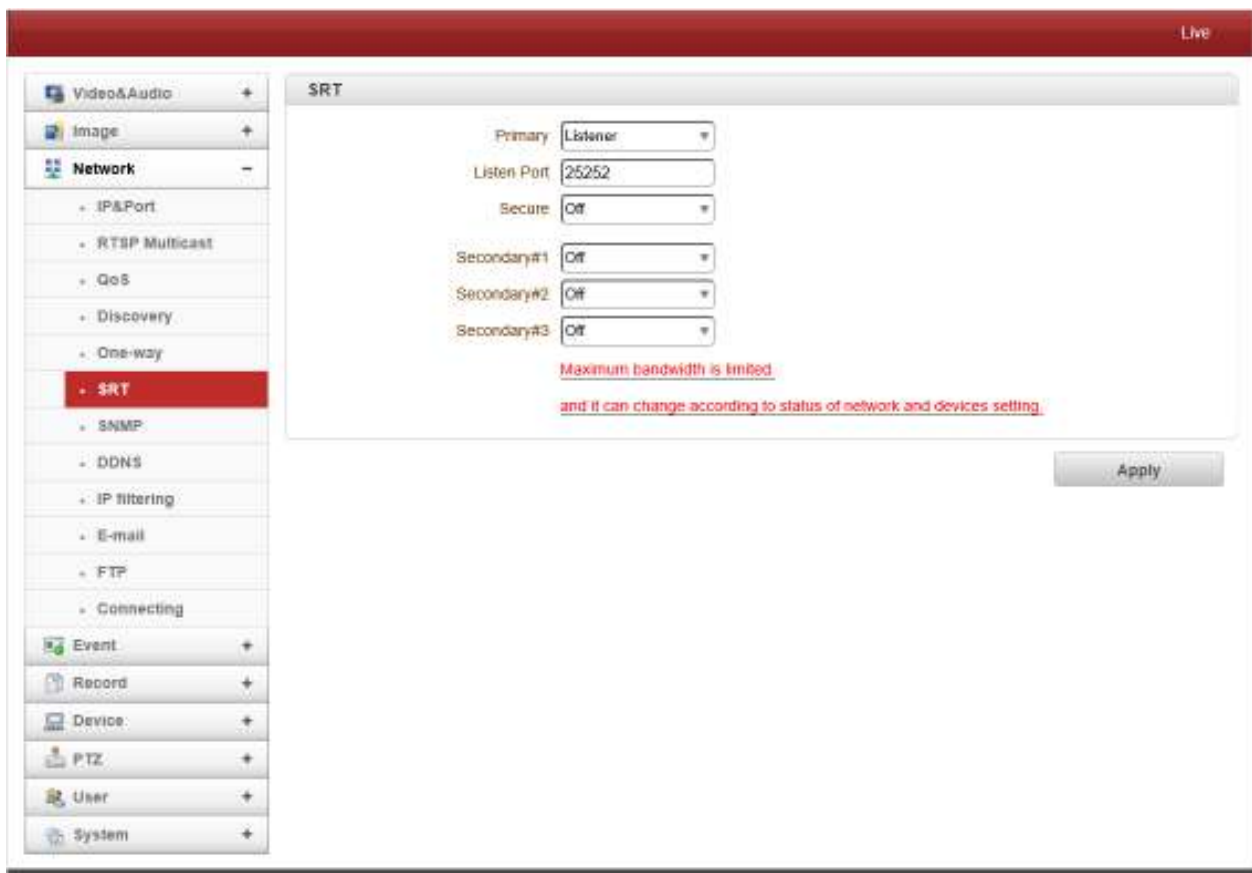 Live
Video&Audio +
Image +
Network −
IP&Port
RTSP Multicast
QoS
Discovery
One-way
SRT
SNMP
DDNS
IP filtering
E-mail
FTP
Connecting
Event +
Record +
Device +
PTZ +
User +
System +
SRT
Primary Listener
Listen Port 25252
Secure Off
Secondary#1 Off
Secondary#2 Off
Secondary#3 Off
Maximum bandwidth is limited.
and it can change according to status of network and devices setting.
Apply